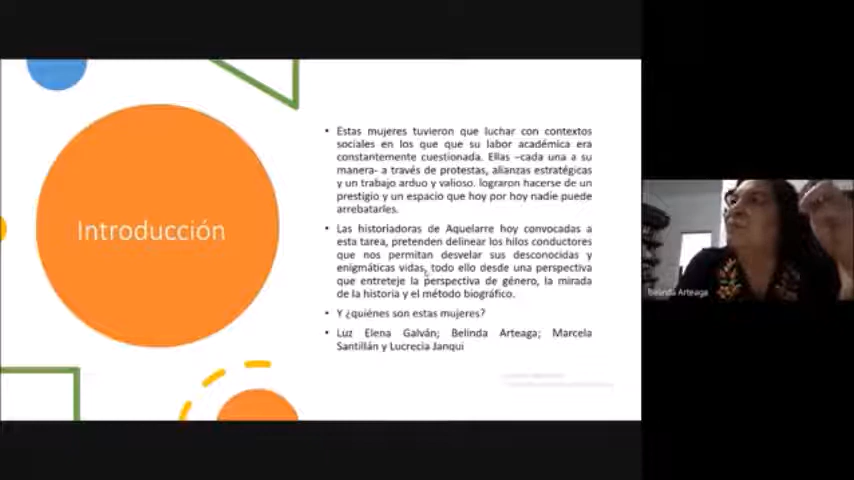 Introducción
• Estas mujeres tuvieron que luchar con contextos
sociales en los que que su labor académica era
constantemente cuestionada. Ellas –cada una a su
manera- a través de protestas, alianzas estratégicas
y un trabajo arduo y valioso. lograron hacerse de un
prestigio y un espacio que hoy por hoy nadie puede
arrebatarles.
• Las historiadoras de Aquelarre hoy convocadas a
esta tarea, pretenden delinear los hilos conductores
que nos permitan desvelar sus desconocidas y
enigmáticas vidas, todo ello desde una perspectiva
que entreteje la perspectiva de género, la mirada
de la historia y el método biográfico.
• Y ¿quiénes son estas mujeres?
• Luz Elena Galván; Belinda Arteaga; Marcela
Santillán y Lucrecia Janqui
Belinda Arteaga